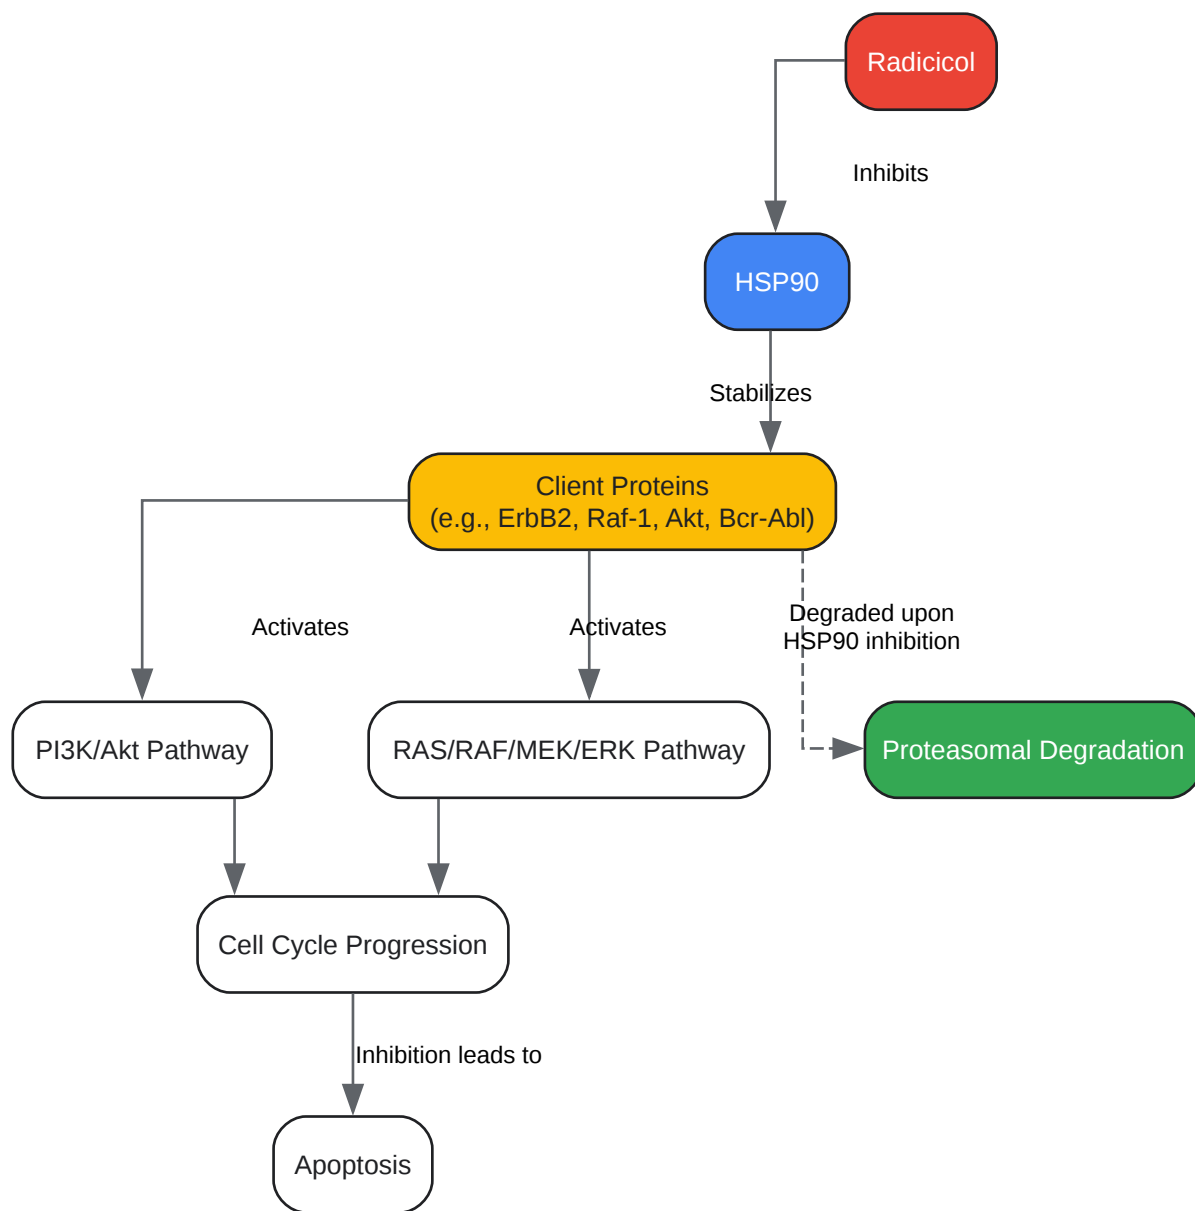 Radicicol
Inhibits
HSP90
Stabilizes
Client Proteins
(e.g., ErbB2, Raf-1, Akt, Bcr-Abl)
Activates
Activates
Degraded upon
HSP90 inhibition
PI3K/Akt Pathway
RAS/RAF/MEK/ERK Pathway
Proteasomal Degradation
Cell Cycle Progression
Inhibition leads to
Apoptosis